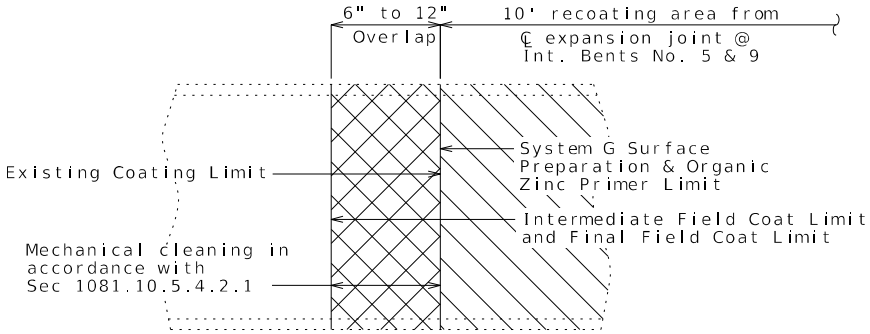 6" to 12"
Overlap
10' recoating area from
℄ expansion joint @
Int. Bents No. 5 & 9
System G Surface
Preparation & Organic
Zinc Primer Limit
Existing Coating Limit
Intermediate Field Coat Limit
and Final Field Coat Limit
Mechanical cleaning in
accordance with
Sec 1081.10.5.4.2.1